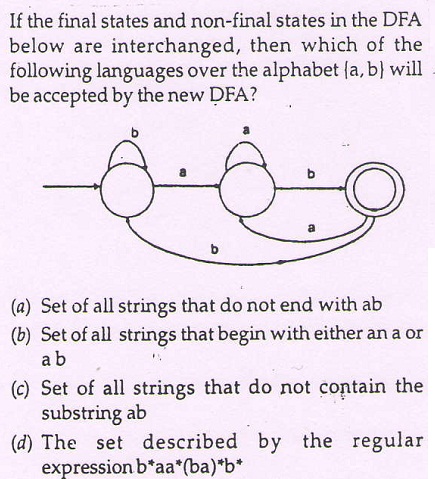 If the final states and non-final states in the DFA
below are interchanged, then which of the
following languages over the alphabet {a, b} will
be accepted by the new DFA?
b
a
a
b
a
b
(a) Set of all strings that do not end with ab
(b) Set of all strings that begin with either an a or
a b
(c) Set of all strings that do not contain the
substring ab
(d) The set described by the regular
expression b*aa*(ba)*b*